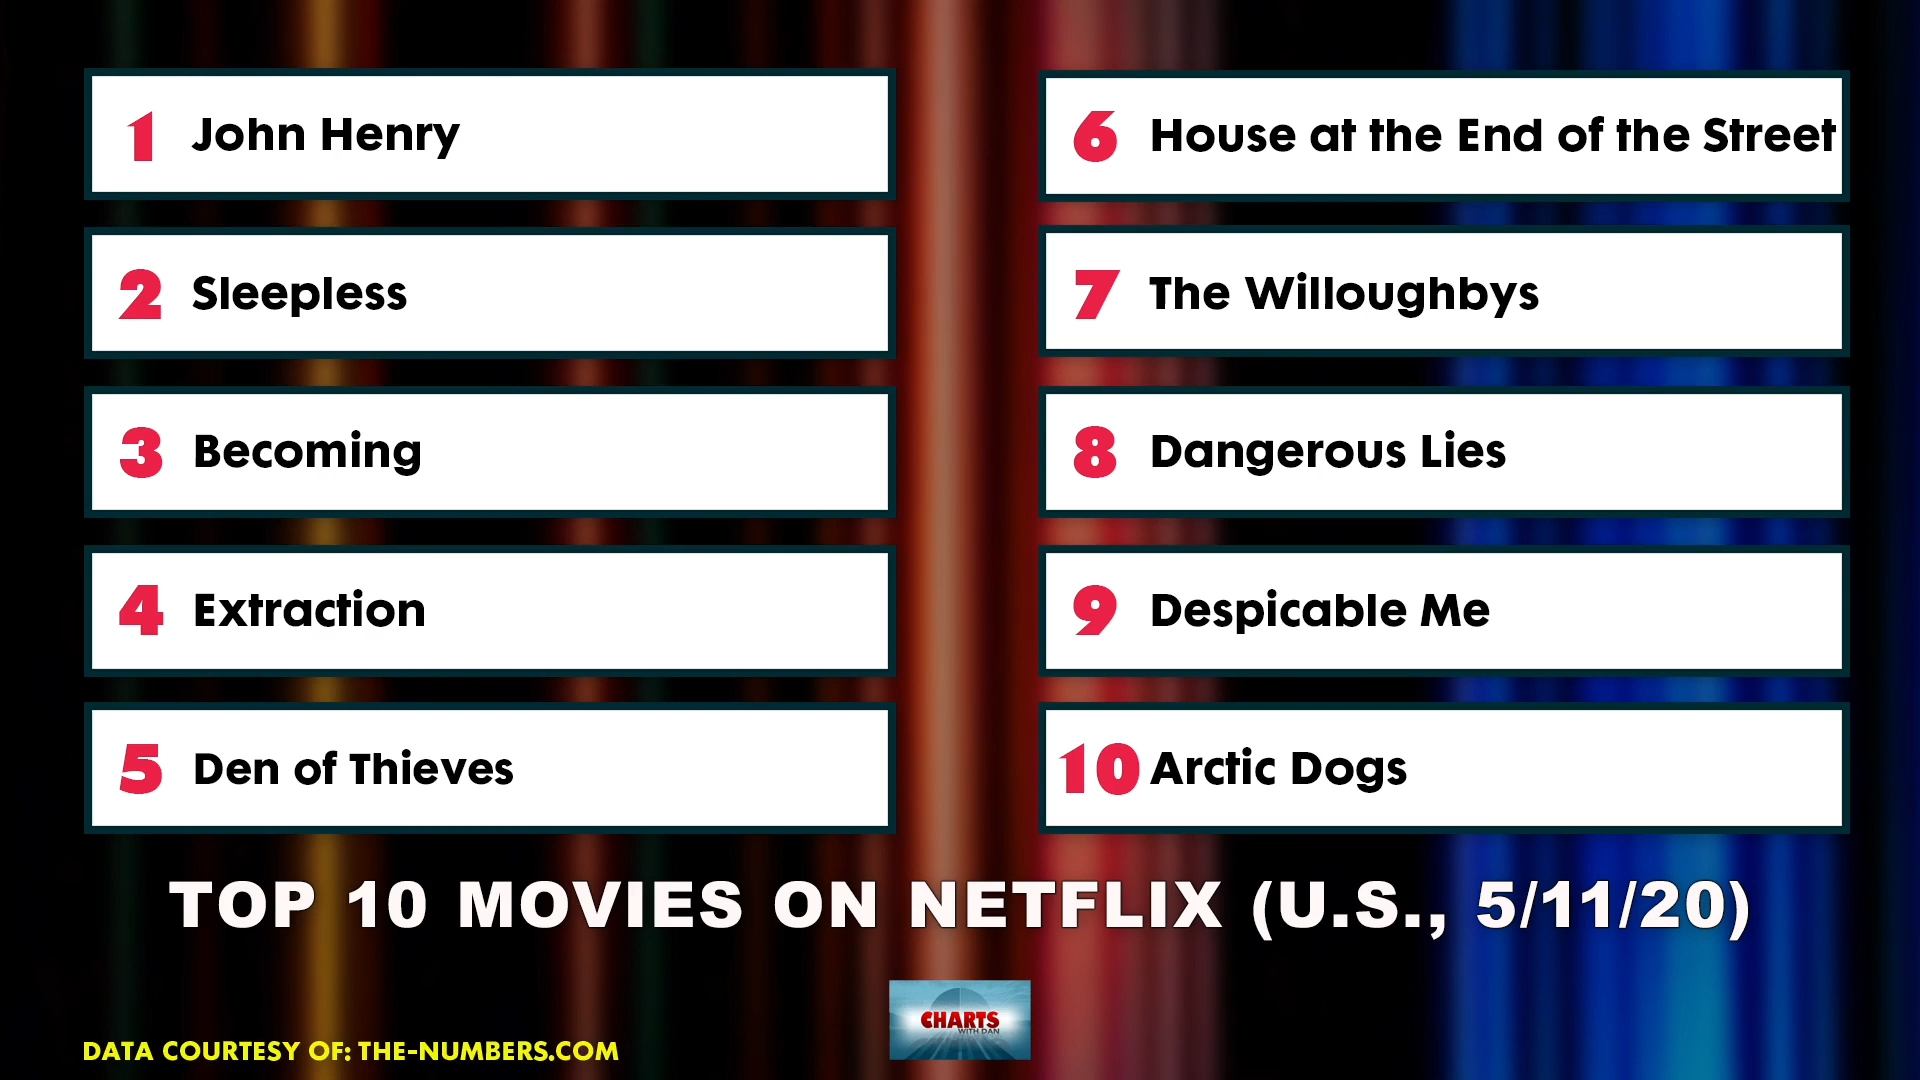 1 John Henry
2 Sleepless
3 Becoming
4 Extraction
5 Den of Thieves
6 House at the End of the Street
7 The Willoughbys
8 Dangerous Lies
9 Despicable Me
10 Arctic Dogs
TOP 10 MOVIES ON NETFLIX (U.S., 5/11/20)
CHARTS
WITH DAN
DATA COURTESY OF: THE-NUMBERS.COM